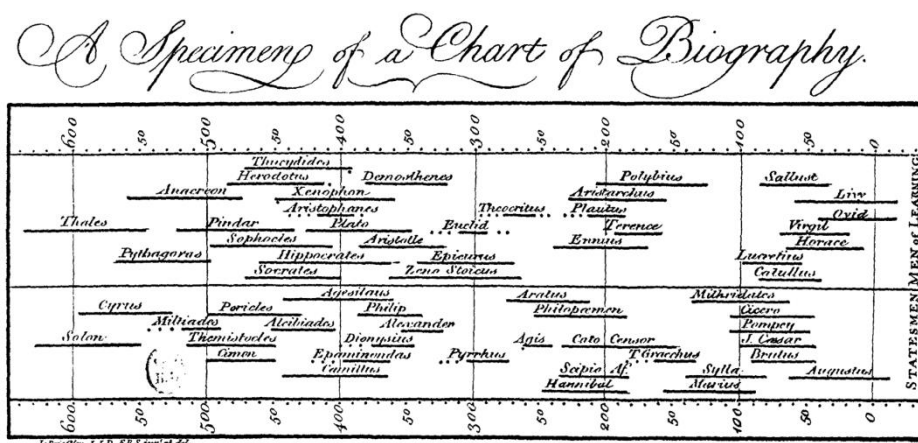 A Specimen of a Chart of Biography.
600 50 500 50 400 50 300 50 200 50 100 50 0
Thucydides
Herodotus Demosthenes Polybius Sallust
Anacreon Xenophon Aristarchus Livy
Aristophanes Theocritus Plautus Ovid
Thales Pindar Plato Euclid Terence Virgil
Sophocles Aristotle Ennius Horace
Pythagoras Hippocrates Epicurus Lucretius
Socrates Zeno Stoicus Catullus
MEN of LEARNING
Agesilaus Aratus Mithridates
Cyrus Pericles Philip Philopœmen Cicero
Miltiades Alcibiades Alexander Pompey
Solon Themistocles Dionysius Agis Cato Censor J. Cæsar
Cimon Epaminondas Pyrrhus T. Gracchus Brutus
Camillus Scipio Af. Sylla Augustus
Hannibal Marius
STATESMEN
600 50 500 50 400 50 300 50 200 50 100 50 0